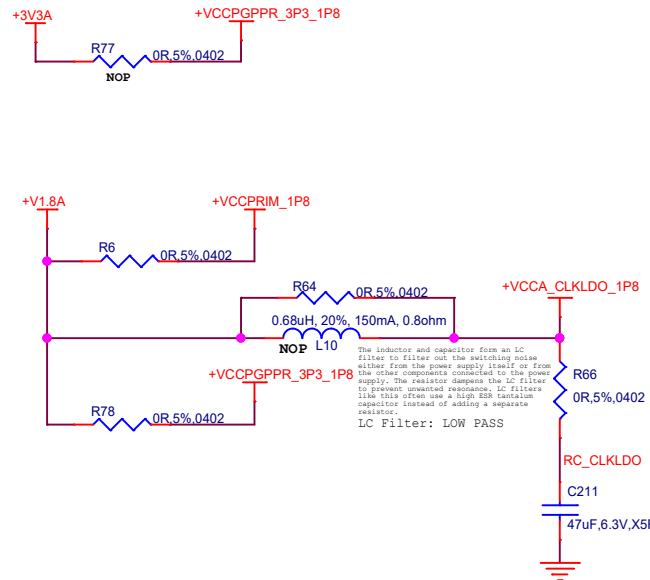 +3V3A
+VCCPGPPR_3P3_1P8
R77
0R,5%,0402
NOP
+V1.8A
+VCCPRIM_1P8
R6
0R,5%,0402
R64
0R,5%,0402
+VCCA_CLKLDO_1P8
0.68uH, 20%, 150mA, 0.8ohm
NOP L10
The inductor and capacitor form an LC
filter to filter out the switching noise
either from the power supply itself or from
the other components connected to the power
supply. The resistor dampens the LC filter
to prevent unwanted resonance. LC filters
like this often use a high ESR tantalum
capacitor instead of adding a separate
resistor.
LC Filter: LOW PASS
+VCCPGPPR_3P3_1P8
R78
0R,5%,0402
R66
0R,5%,0402
RC_CLKLDO
C211
47uF,6.3V,X5